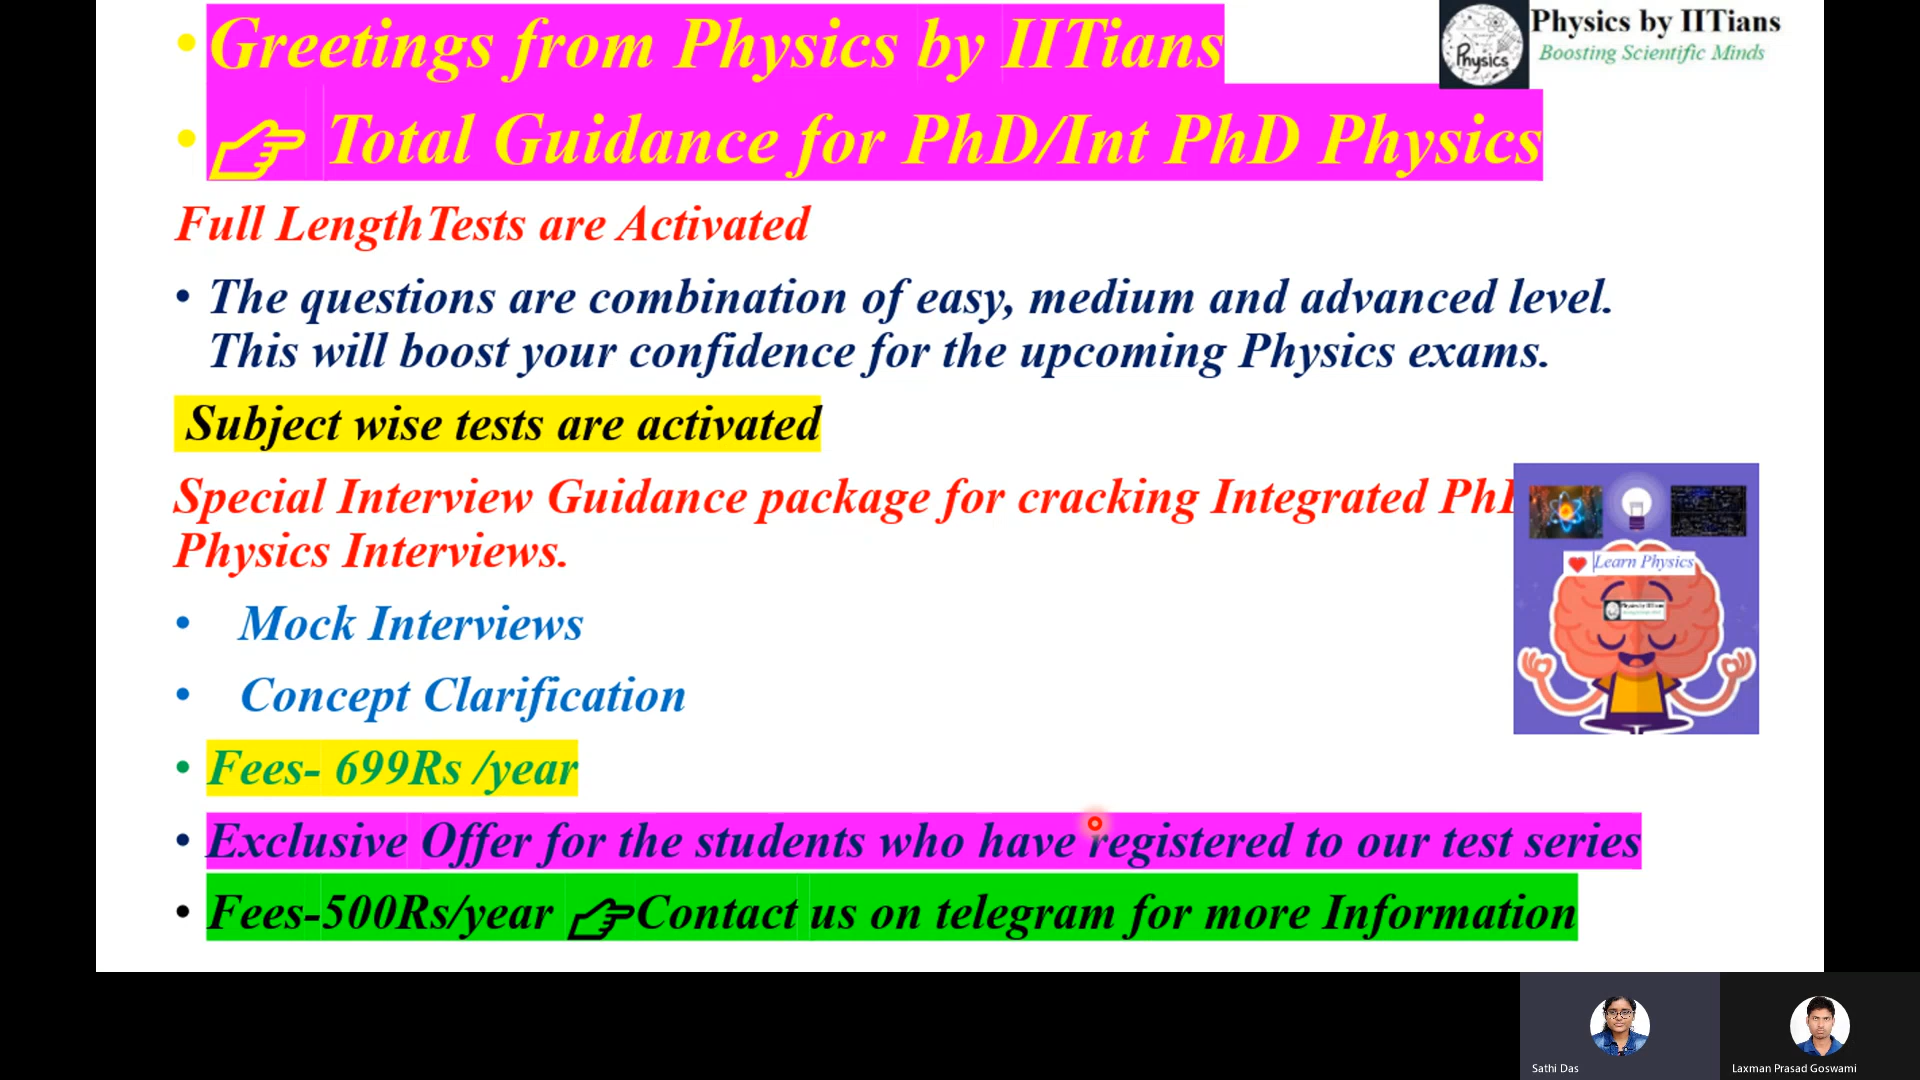 Greetings from Physics by IITians
Physics
Physics by IITians
Boosting Scientific Minds
Total Guidance for PhD/Int PhD Physics
Full Length Tests are Activated
The questions are combination of easy, medium and advanced level.
This will boost your confidence for the upcoming Physics exams.
Subject wise tests are activated
Special Interview Guidance package for cracking Integrated
Physics Interviews.
Learn Physics
Mock Interviews
Concept Clarification
Fees- 699Rs /year
Exclusive Offer for the students who have registered to our test series
Fees-500Rs/year Contact us on telegram for more Information
Sathi Das
Laxman Prasad Goswami